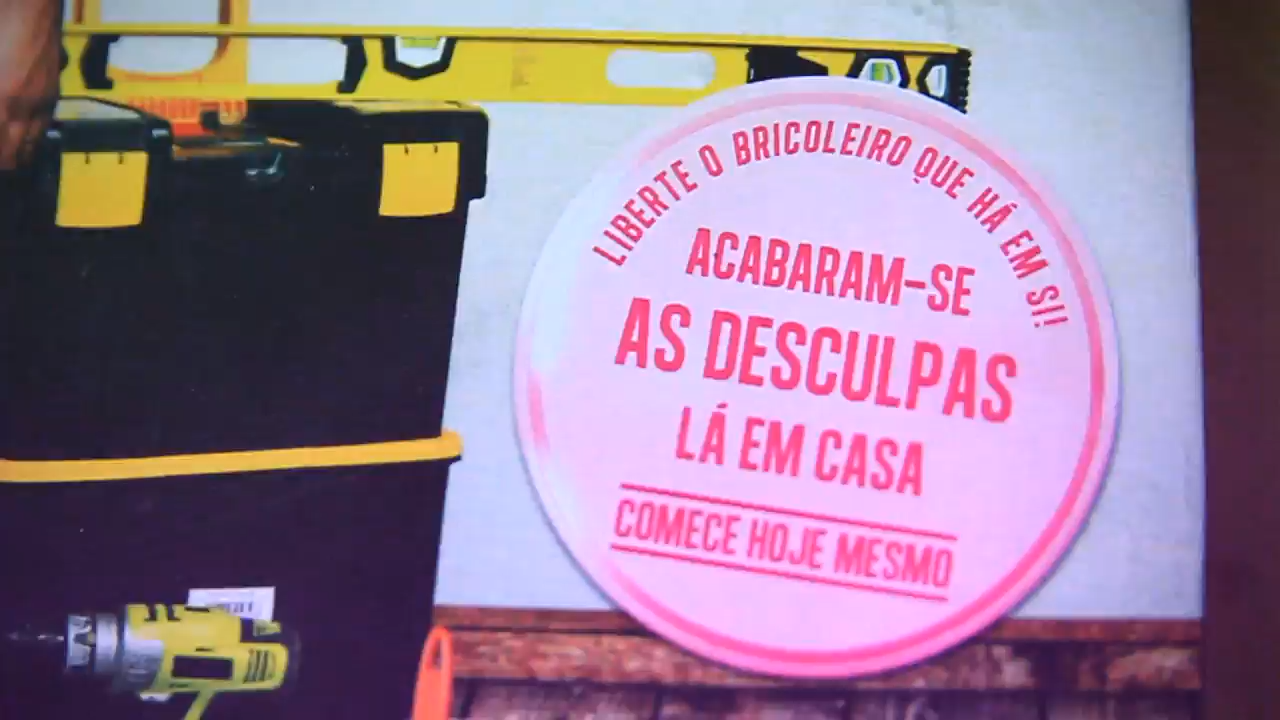 LIBERTE O BRICOLEIRO QUE HÁ EM SI!
ACABARAM-SE
AS DESCULPAS
LÁ EM CASA
COMECE HOJE MESMO